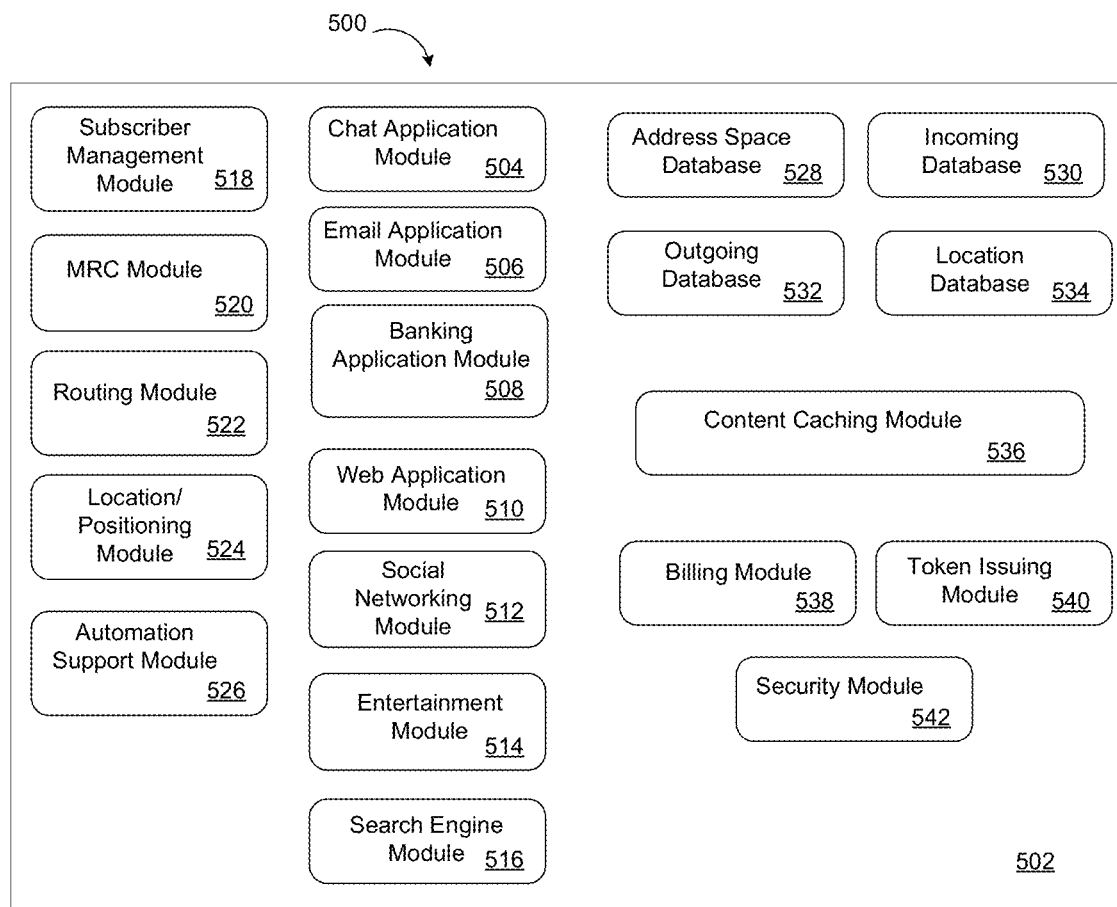 500
Subscriber
Management
Module 518
MRC Module
520
Routing Module
522
Location/
Positioning
Module 524
Automation
Support Module
526
Chat Application
Module 504
Email Application
Module 506
Banking
Application Module
508
Web Application
Module 510
Social
Networking
Module 512
Entertainment
Module 514
Search Engine
Module 516
Address Space
Database 528
Incoming
Database 530
Outgoing
Database 532
Location
Database 534
Content Caching Module
536
Billing Module
538
Token Issuing
Module 540
Security Module
542
502